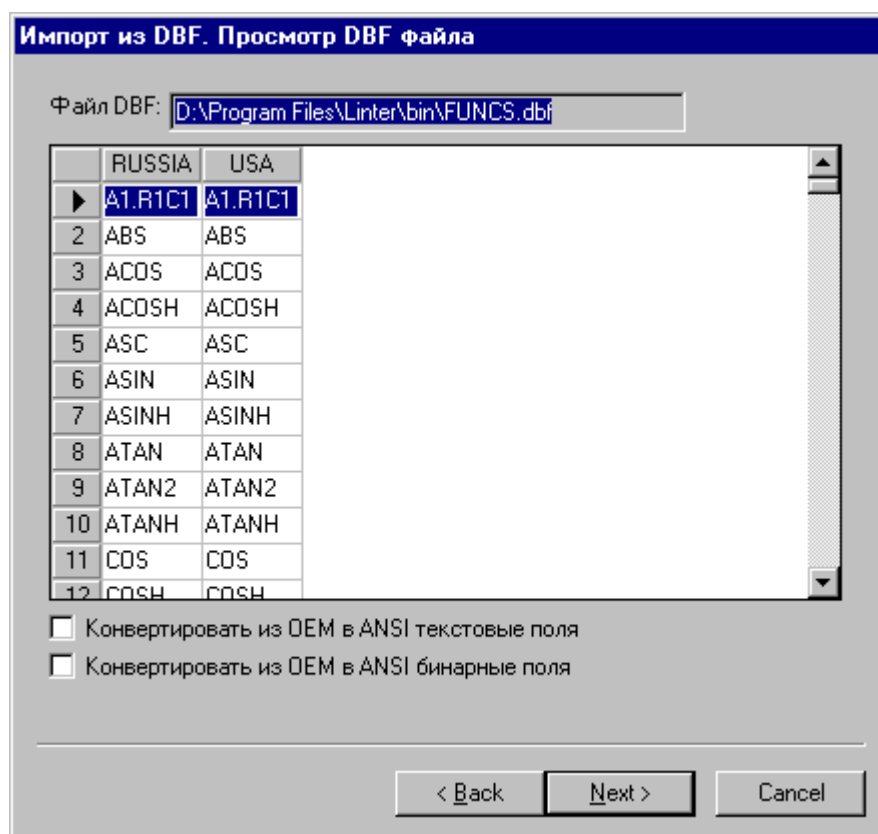 Импорт из DBF. Просмотр DBF файла
Файл DBF: D:\Program Files\Linter\bin\FUNCS.dbf
RUSSIA USA
A1.R1C1 A1.R1C1
2 ABS ABS
3 ACOS ACOS
4 ACOSH ACOSH
5 ASC ASC
6 ASIN ASIN
7 ASINH ASINH
8 ATAN ATAN
9 ATAN2 ATAN2
10 ATANH ATANH
11 COS COS
12 COSH COSH
Конвертировать из OEM в ANSI текстовые поля
Конвертировать из OEM в ANSI бинарные поля
< Back Next > Cancel